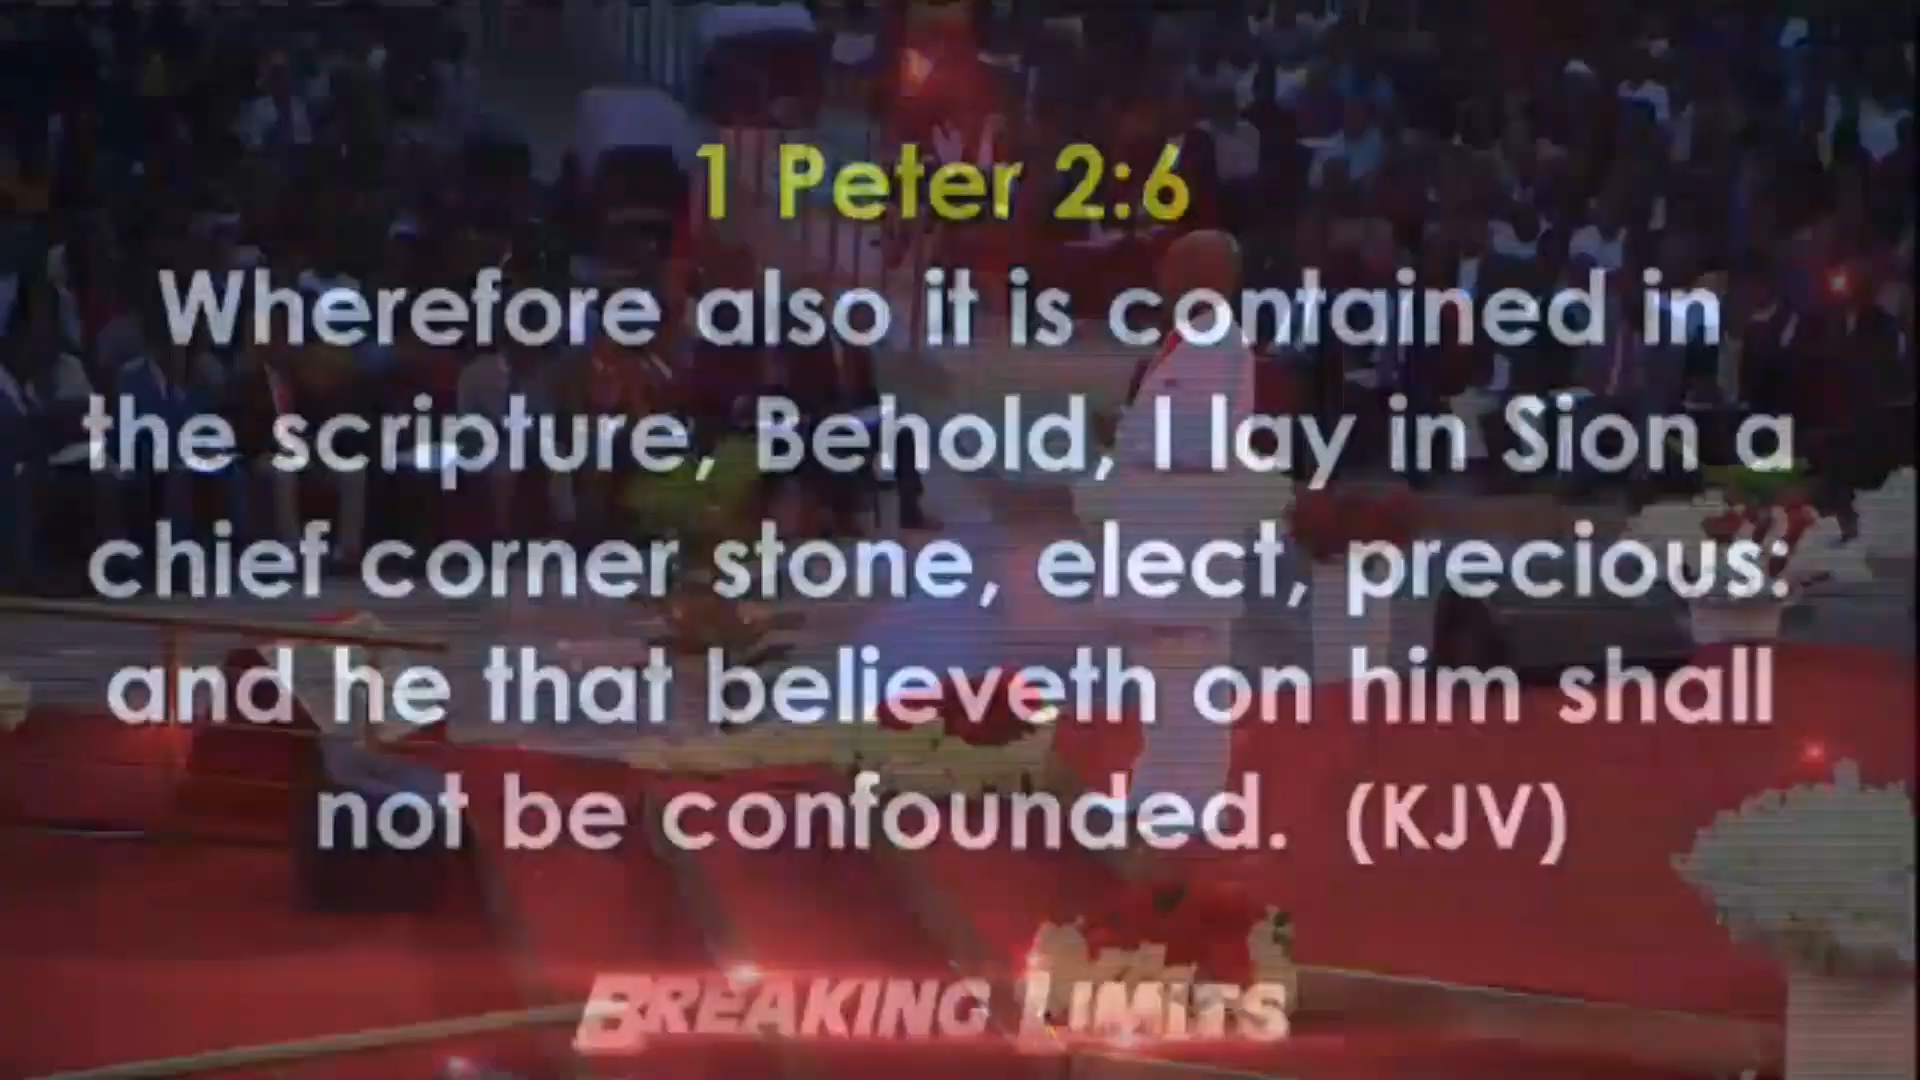 1 Peter 2:6
Wherefore also it is contained in
the scripture, Behold, I lay in Sion a
chief corner stone, elect, precious:
and he that believeth on him shall
not be confounded. (KJV)
BREAKING LIMITS